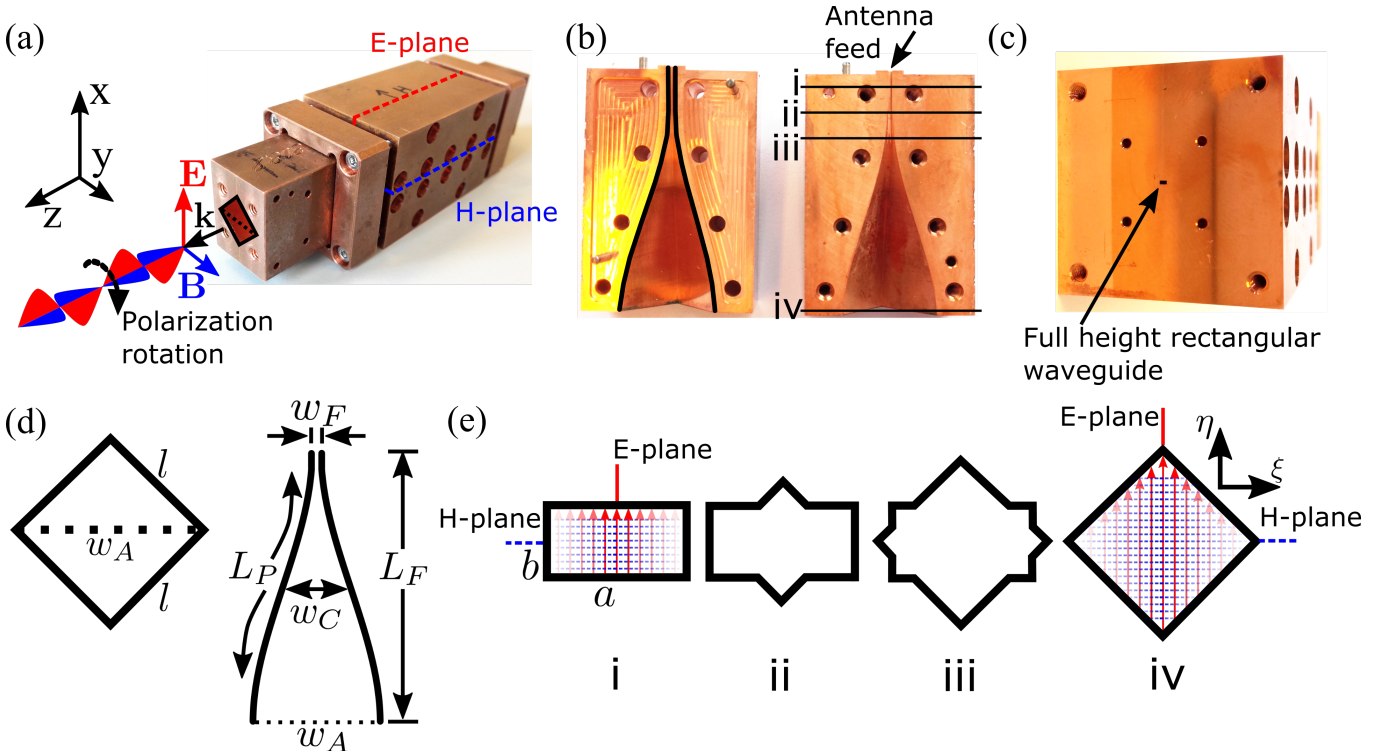 (a)
E-plane
H-plane
x
y
z
E
k
B
Polarization
rotation
(b)
Antenna
feed
i
ii
iii
iv
(c)
Full height rectangular
waveguide
(d)
l
w_A
l
w_F
L_P
L_F
w_C
w_A
(e)
E-plane
H-plane
b
a
E-plane
η
ξ
H-plane
i
ii
iii
iv